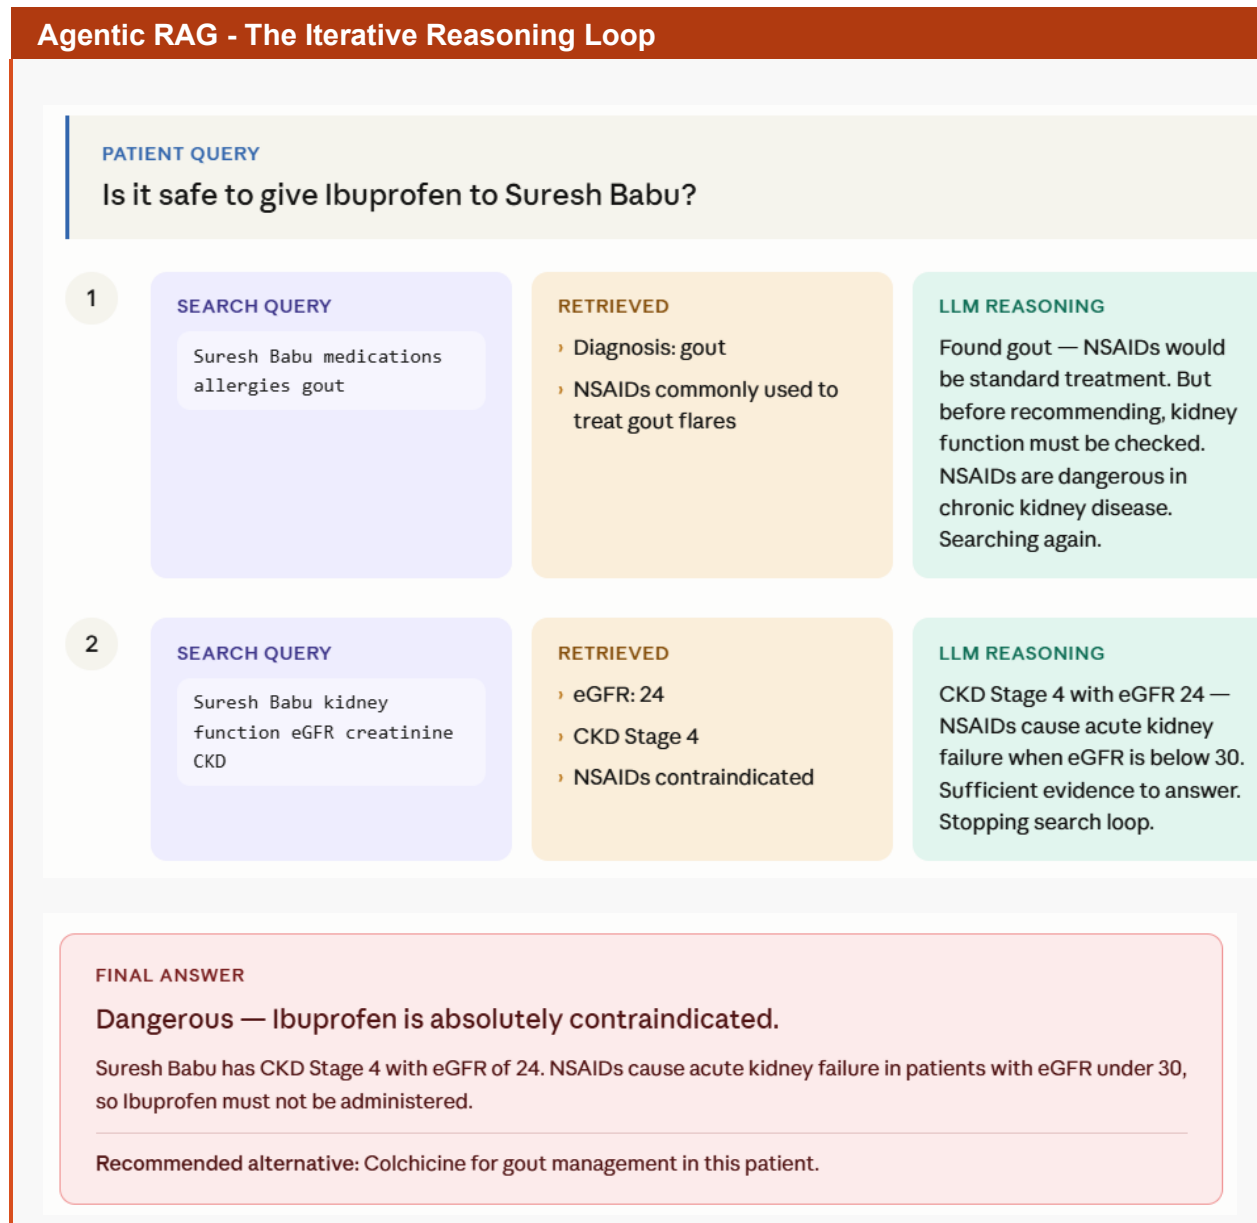 Agentic RAG - The Iterative Reasoning Loop
PATIENT QUERY
Is it safe to give Ibuprofen to Suresh Babu?
1
SEARCH QUERY
Suresh Babu medications
allergies gout
RETRIEVED
› Diagnosis: gout
› NSAIDs commonly used to
treat gout flares
LLM REASONING
Found gout — NSAIDs would
be standard treatment. But
before recommending, kidney
function must be checked.
NSAIDs are dangerous in
chronic kidney disease.
Searching again.
2
SEARCH QUERY
Suresh Babu kidney
function eGFR creatinine
CKD
RETRIEVED
› eGFR: 24
› CKD Stage 4
› NSAIDs contraindicated
LLM REASONING
CKD Stage 4 with eGFR 24 —
NSAIDs cause acute kidney
failure when eGFR is below 30.
Sufficient evidence to answer.
Stopping search loop.
FINAL ANSWER
Dangerous — Ibuprofen is absolutely contraindicated.
Suresh Babu has CKD Stage 4 with eGFR of 24. NSAIDs cause acute kidney failure in patients with eGFR under 30,
so Ibuprofen must not be administered.
Recommended alternative: Colchicine for gout management in this patient.